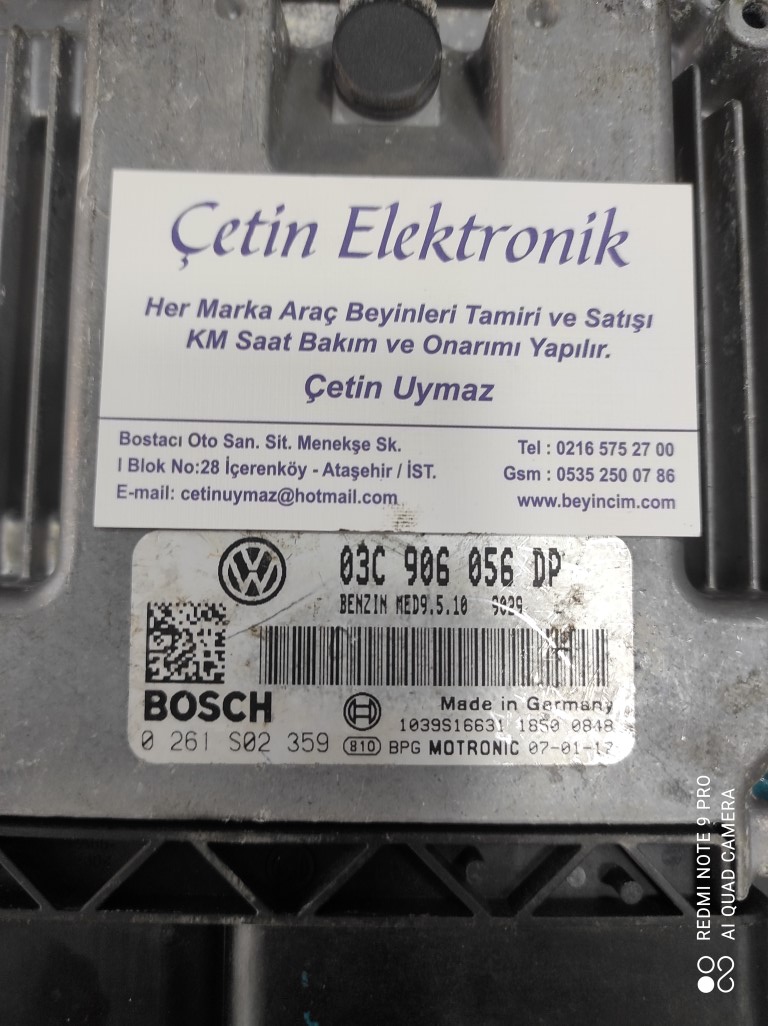 Çetin Elektronik
Her Marka Araç Beyinleri Tamiri ve Satışı
KM Saat Bakım ve Onarımı Yapılır.
Çetin Uymaz
Bostacı Oto San. Sit. Menekşe Sk.
I Blok No:28 İçerenköy - Ataşehir / İST.
E-mail: cetinuymaz@hotmail.com
Tel : 0216 575 27 00
Gsm : 0535 250 07 86
www.beyincim.com
03C 906 056 DP
BENZIN MED9.5.10 9029
BOSCH
Made in Germany
1039S16631 1850 0848
0 261 S02 359 810 BPG MOTRONIC 07-01-17
REDMI NOTE 9 PRO
AI QUAD CAMERA